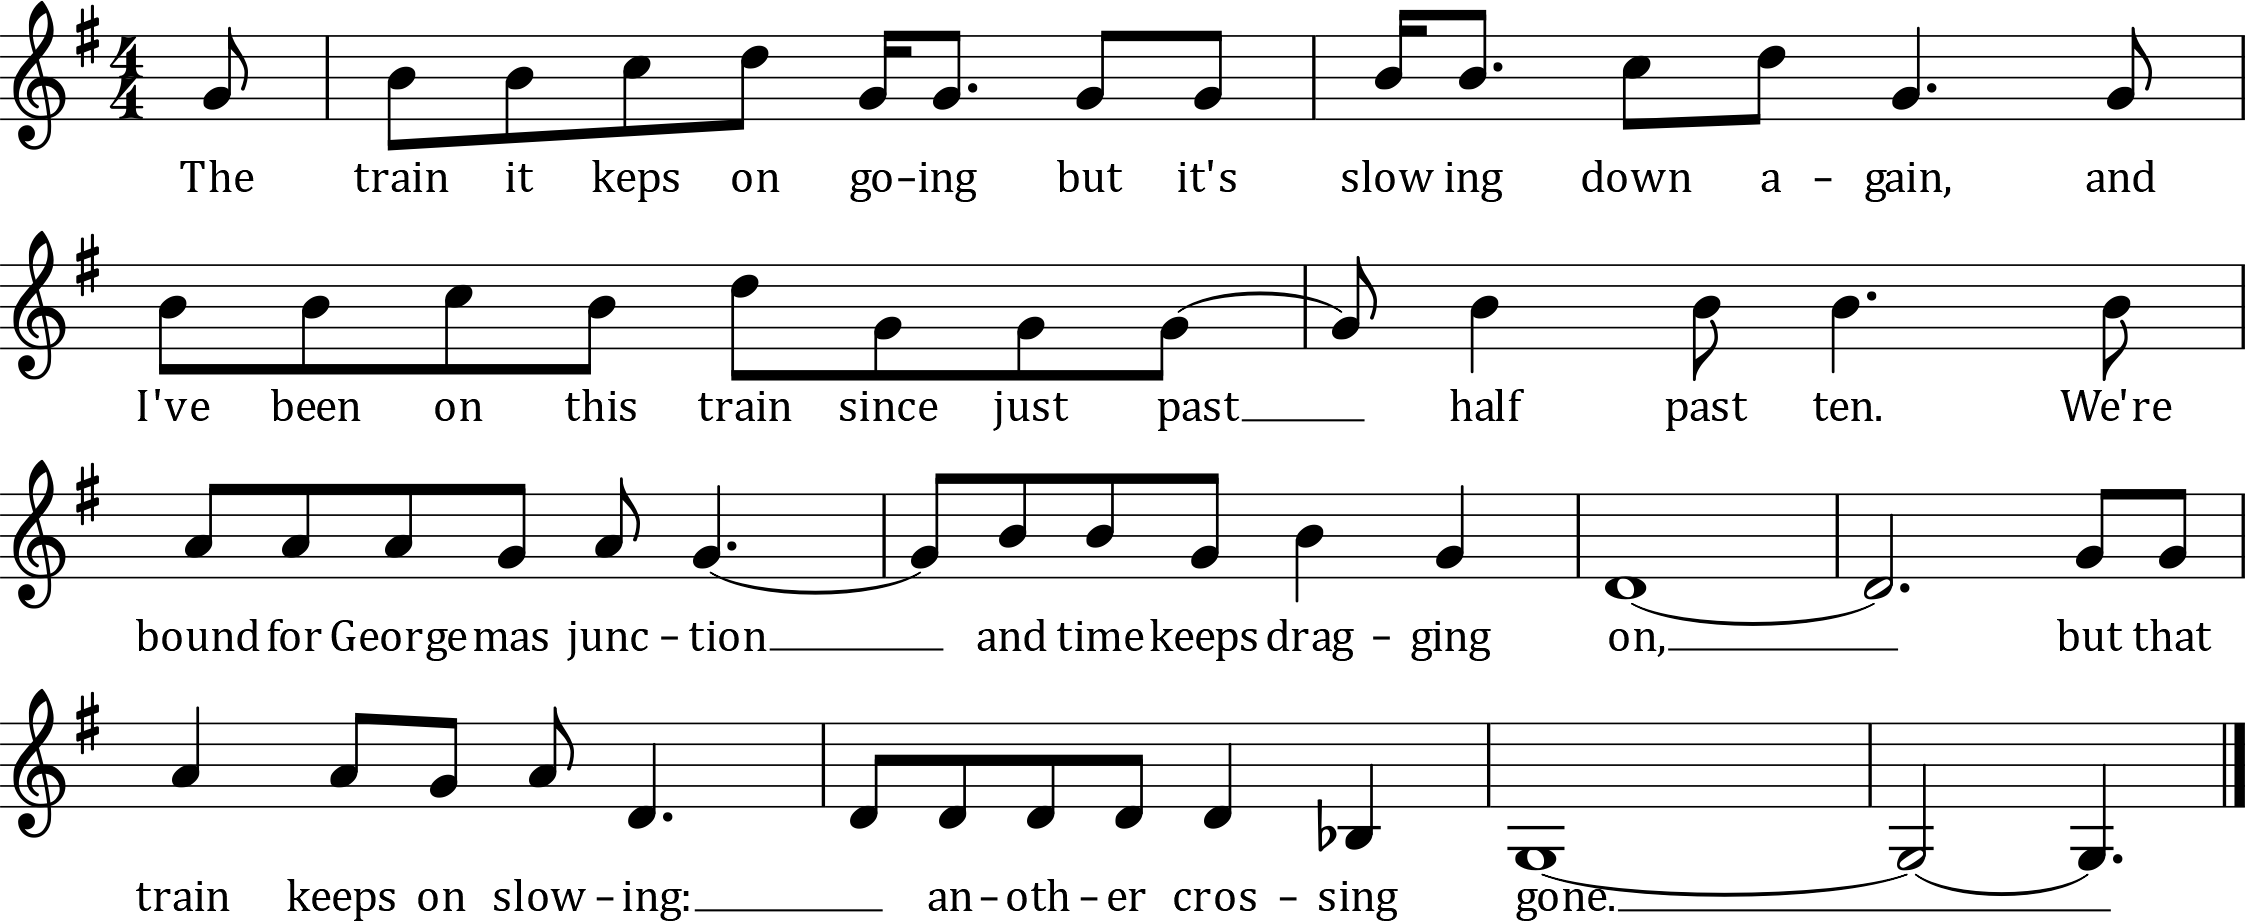 The train it keps on go-ing but it's slow ing down a - gain, and
I've been on this train since just past half past ten. We're
bound for George mas junc - tion and time keeps drag - ging on, but that
train keeps on slow - ing: an - oth - er cros - sing gone.